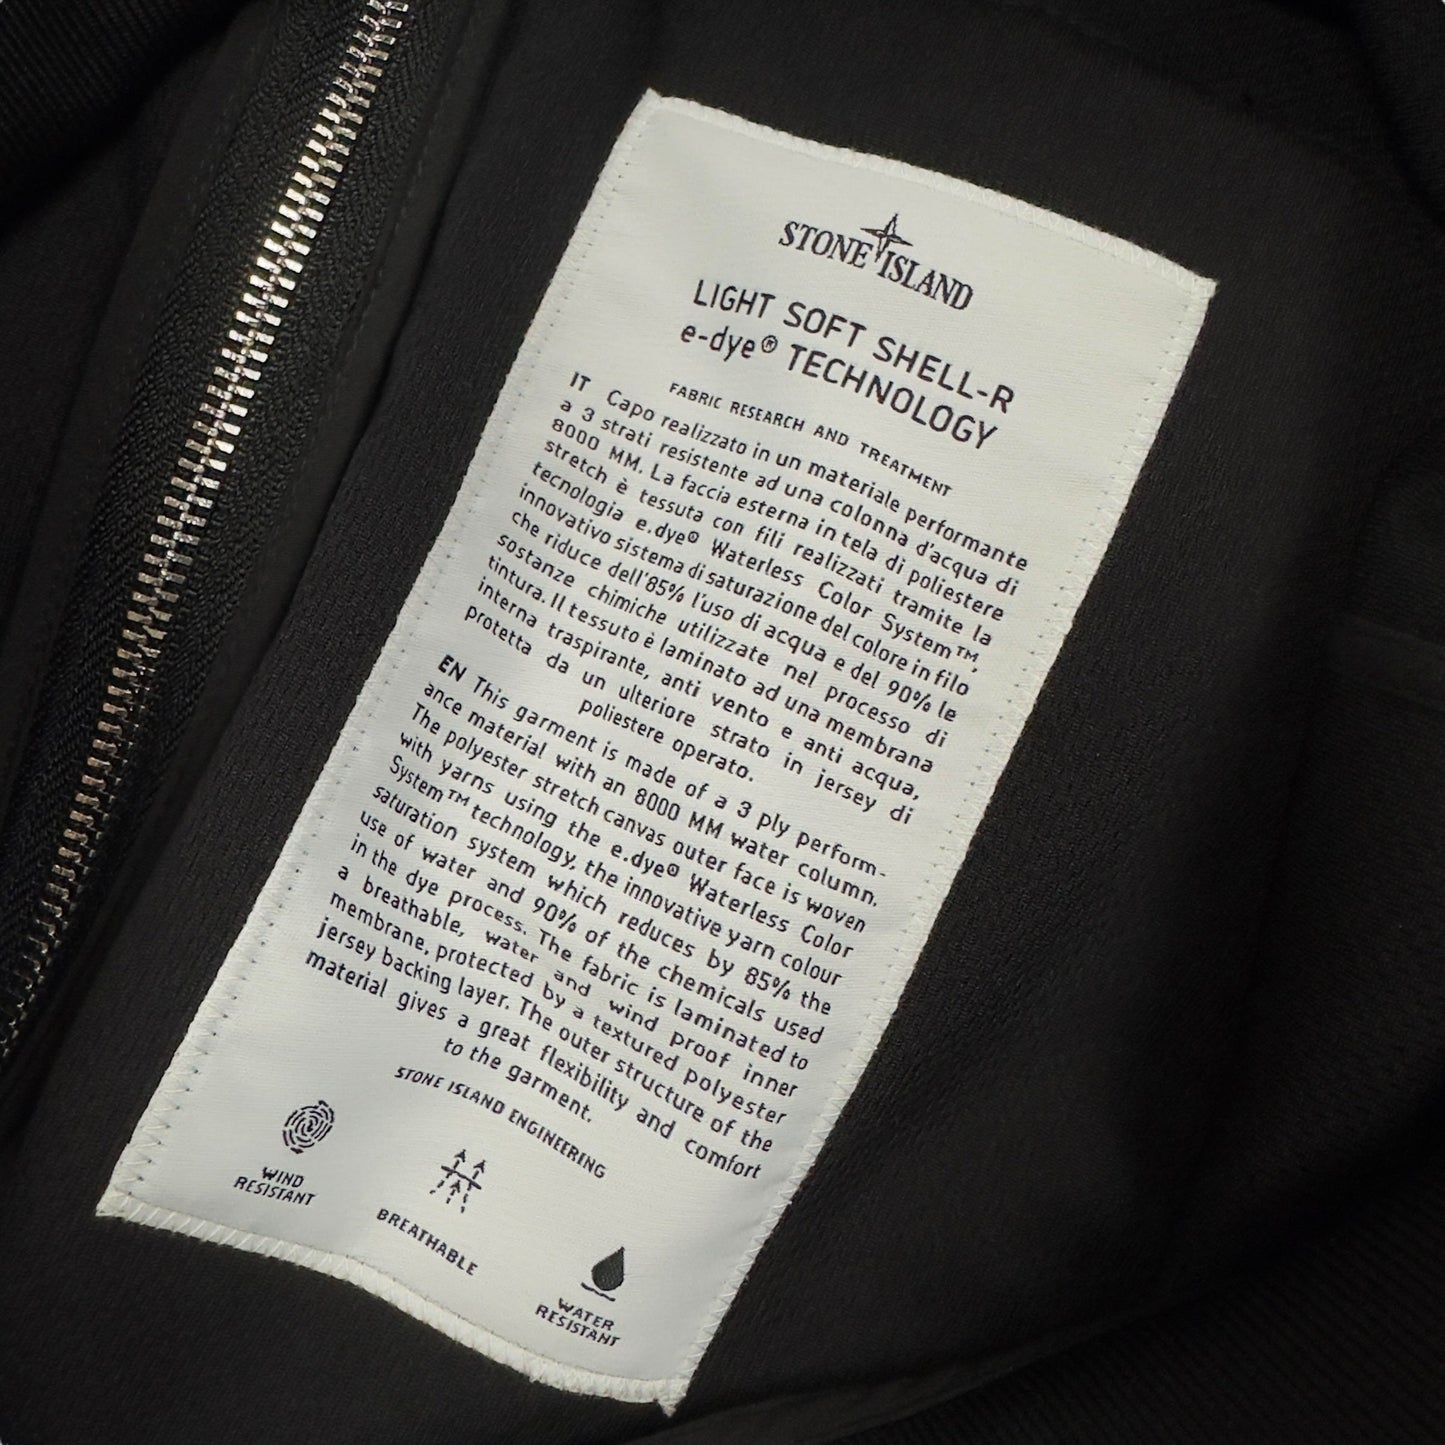 STONE ISLAND
LIGHT SOFT SHELL-R
e-dye® TECHNOLOGY
FABRIC RESEARCH AND TREATMENT
IT Capo realizzato in un materiale performante
a 3 strati resistente ad una colonna d'acqua di
8000 MM. La faccia esterna in tela di poliestere
stretch è tessuta con fili realizzati tramite la
tecnologia e.dye® Waterless Color System™,
innovativo sistema di saturazione del colore in filo
che riduce dell'85% l'uso di acqua e del 90% le
sostanze chimiche utilizzate nel processo di
tintura. Il tessuto è laminato ad una membrana
interna traspirante, anti vento e anti acqua,
protetta da un ulteriore strato in jersey di
poliestere operato.
EN This garment is made of a 3 ply perform-
ance material with an 8000 MM water column.
The polyester stretch canvas outer face is woven
with yarns using the e.dye® Waterless Color
System™ technology, the innovative yarn colour
saturation system which reduces by 85% the
use of water and 90% of the chemicals used
in the dye process. The fabric is laminated to
a breathable, water and wind proof inner
membrane, protected by a textured polyester
jersey backing layer. The outer structure of the
material gives a great flexibility and comfort
to the garment.
STONE ISLAND ENGINEERING
WIND
RESISTANT
BREATHABLE
WATER
RESISTANT